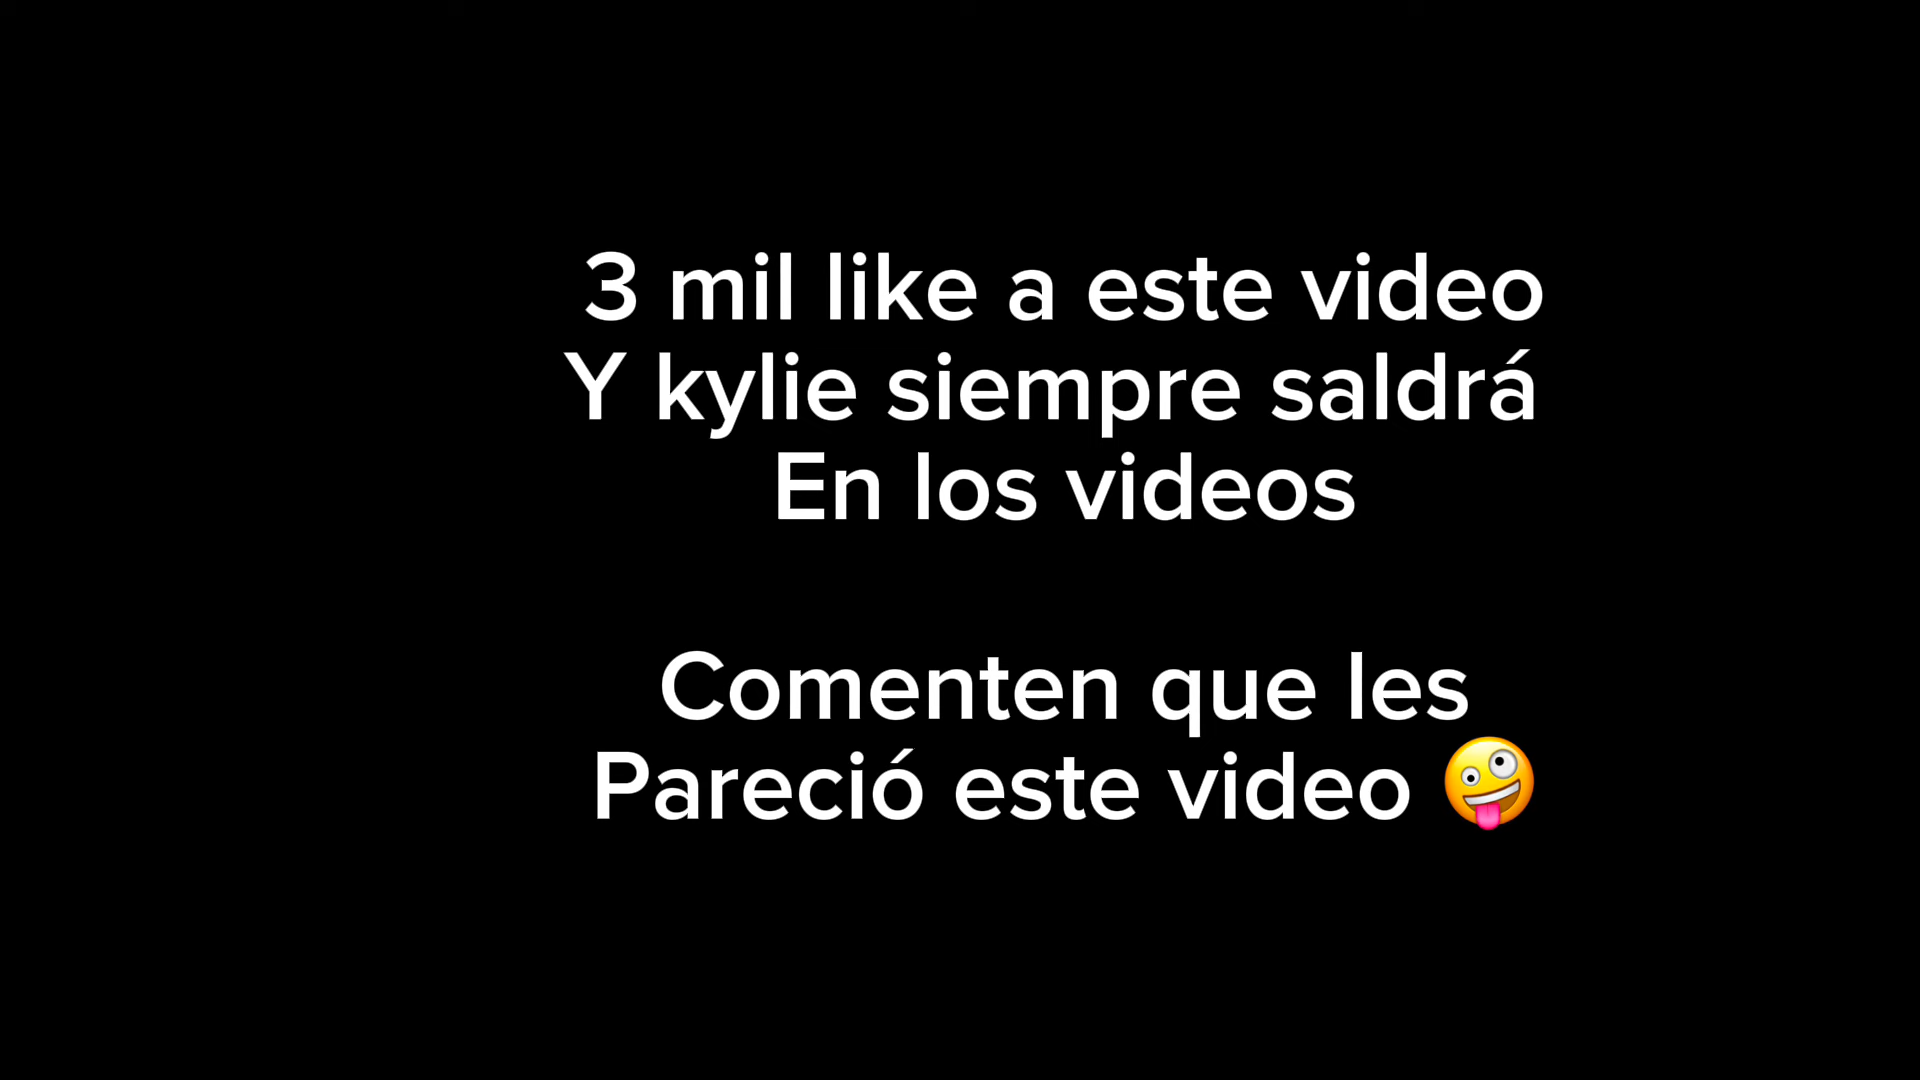 3 mil like a este video
Y kylie siempre saldrá
En los videos
Comenten que les
Pareció este video 🤪